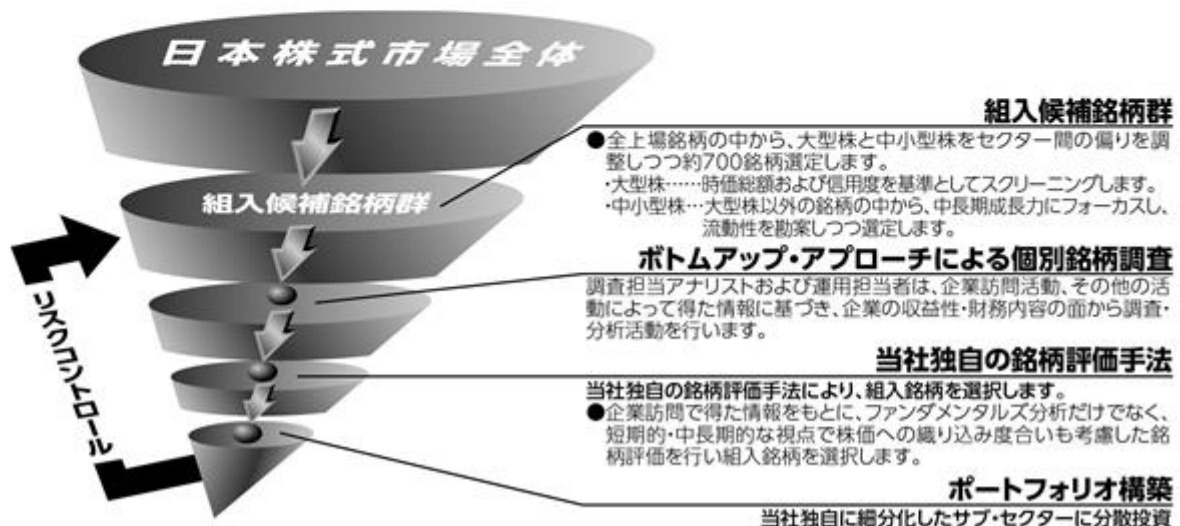 日本株式市場全体
組入候補銘柄群
リスクコントロール
組入候補銘柄群
●全上場銘柄の中から、大型株と中小型株をセクター間の偏りを調
整しつつ約700銘柄選定します。
・大型株……時価総額および信用度を基準としてスクリーニングします。
・中小型株…大型株以外の銘柄の中から、中長期成長力にフォーカスし、
流動性を勘案しつつ選定します。
ボトムアップ・アプローチによる個別銘柄調査
調査担当アナリストおよび運用担当者は、企業訪問活動、その他の活
動によって得た情報に基づき、企業の収益性・財務内容の面から調査・
分析活動を行います。
当社独自の銘柄評価手法
当社独自の銘柄評価手法により、組入銘柄を選択します。
●企業訪問で得た情報をもとに、ファンダメンタルズ分析だけでなく、
短期的・中長期的な視点で株価への織り込み度合いも考慮した銘
柄評価を行い組入銘柄を選択します。
ポートフォリオ構築
当社独自に細分化したサブ・セクターに分散投資